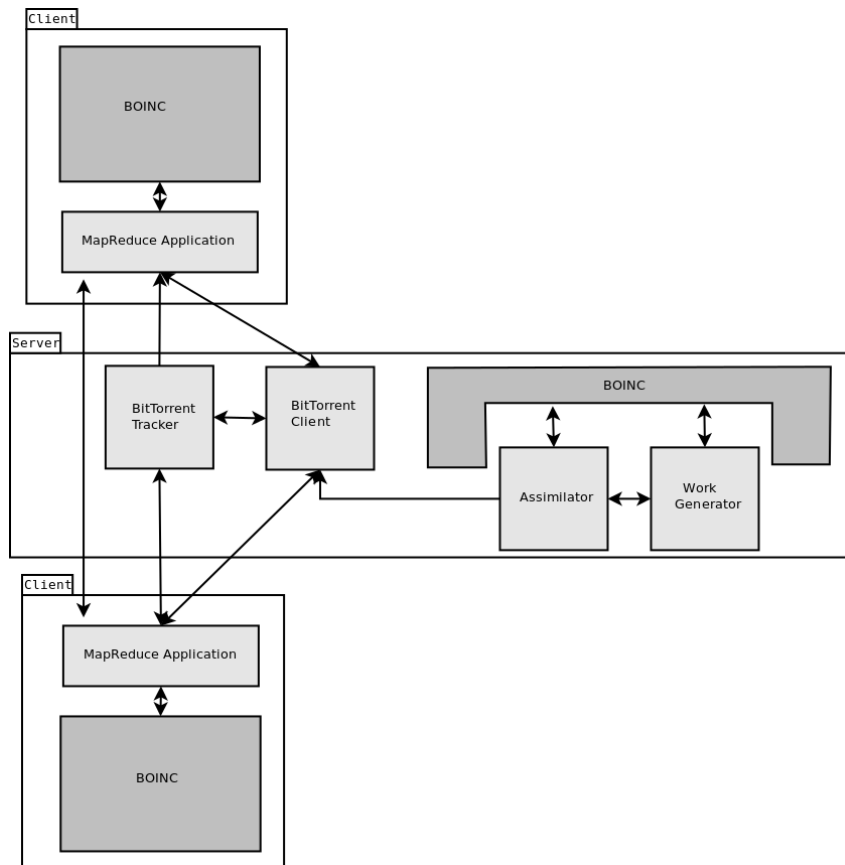 Client
BOINC
MapReduce Application
Server
BitTorrent
Tracker
BitTorrent
Client
BOINC
Assimilator
Work
Generator
Client
MapReduce Application
BOINC